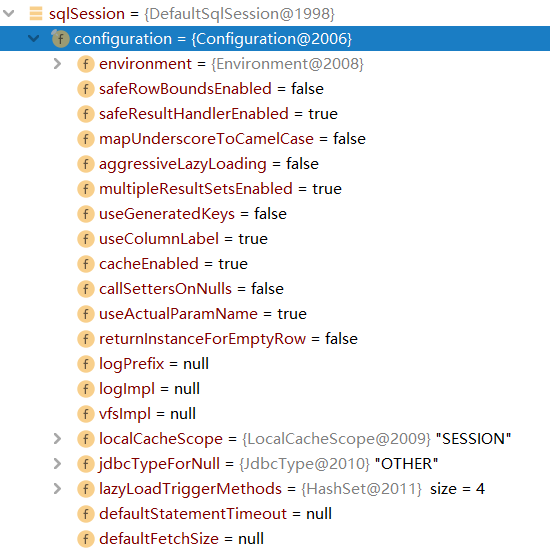 sqlSession = {DefaultSqlSession@1998}
f configuration = {Configuration@2006}
f environment = {Environment@2008}
f safeRowBoundsEnabled = false
f safeResultHandlerEnabled = true
f mapUnderscoreToCamelCase = false
f aggressiveLazyLoading = false
f multipleResultSetsEnabled = true
f useGeneratedKeys = false
f useColumnLabel = true
f cacheEnabled = true
f callSettersOnNulls = false
f useActualParamName = true
f returnInstanceForEmptyRow = false
f logPrefix = null
f logImpl = null
f vfsImpl = null
f localCacheScope = {LocalCacheScope@2009} "SESSION"
f jdbcTypeForNull = {JdbcType@2010} "OTHER"
f lazyLoadTriggerMethods = {HashSet@2011} size = 4
f defaultStatementTimeout = null
f defaultFetchSize = null